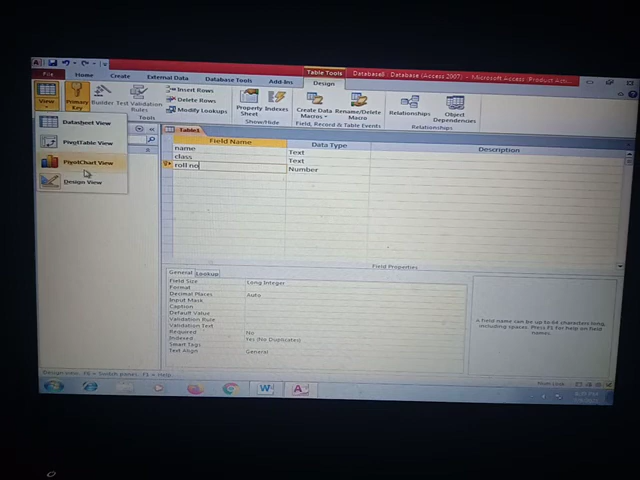 Table Tools
Database8 : Database (Access 2007) - Microsoft Access (Product Acti...
File
Home
Create
External Data
Database Tools
Add-Ins
Design
View
Primary Key
Builder
Test Validation Rules
Insert Rows
Delete Rows
Modify Lookups
Property Sheet
Indexes
Create Data Macros
Rename/Delete Macro
Relationships
Object Dependencies
Tools
Show/Hide
Field, Record & Table Events
Relationships
Datasheet View
PivotTable View
PivotChart View
Design View
Table1
Field Name
Data Type
Description
name
Text
class
Text
roll no
Number
Field Properties
General
Lookup
Field Size
Long Integer
Format
Decimal Places
Auto
Input Mask
Caption
Default Value
Validation Rule
Validation Text
Required
No
Indexed
Yes (No Duplicates)
Smart Tags
Text Align
General
A field name can be up to 64 characters long,
including spaces. Press F1 for help on field
names.
Design view. F6 = Switch panes. F1 = Help.
Num Lock